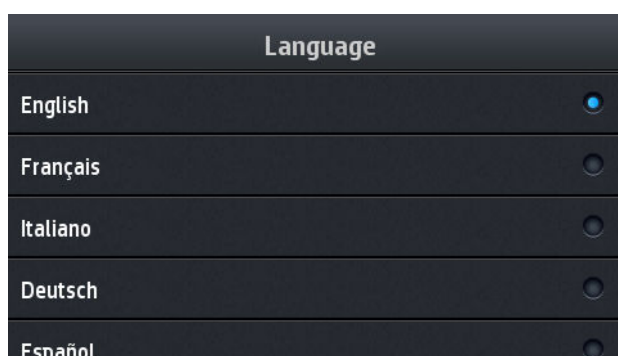 Language
English
Français
Italiano
Deutsch
Español